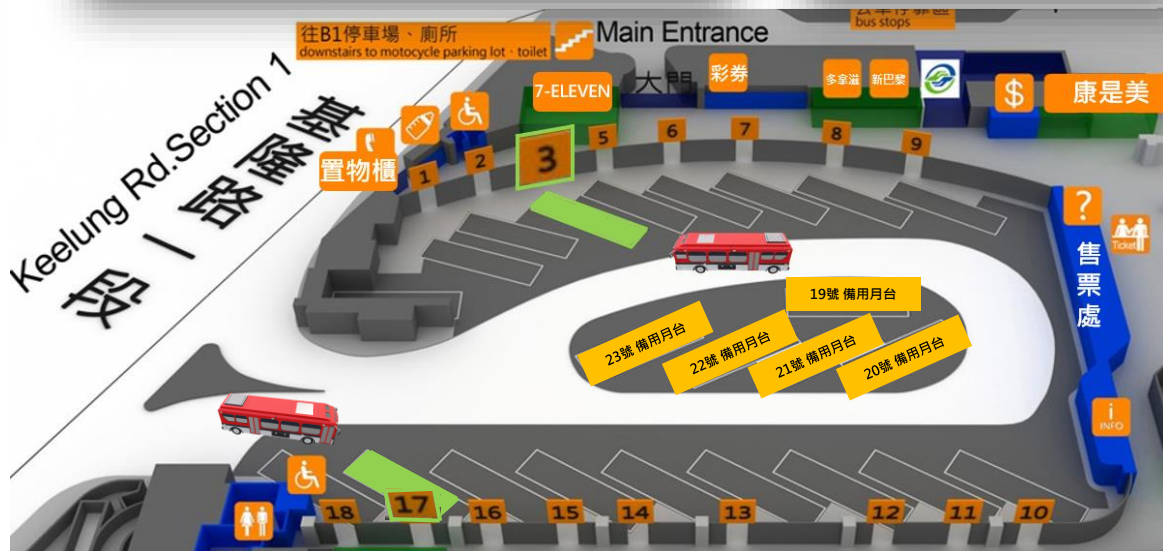 往B1停車場、廁所
downstairs to motocycle parking lot · toilet
Main Entrance
大門
bus stops
Keelung Rd.Section 1
基隆路一段
7-ELEVEN
彩券
多拿滋
新巴黎
$
康是美
置物櫃
1
2
3
5
6
7
8
9
?
Ticket
售票處
19號 備用月台
23號 備用月台
22號 備用月台
21號 備用月台
20號 備用月台
i
INFO
18
17
16
15
14
13
12
11
10